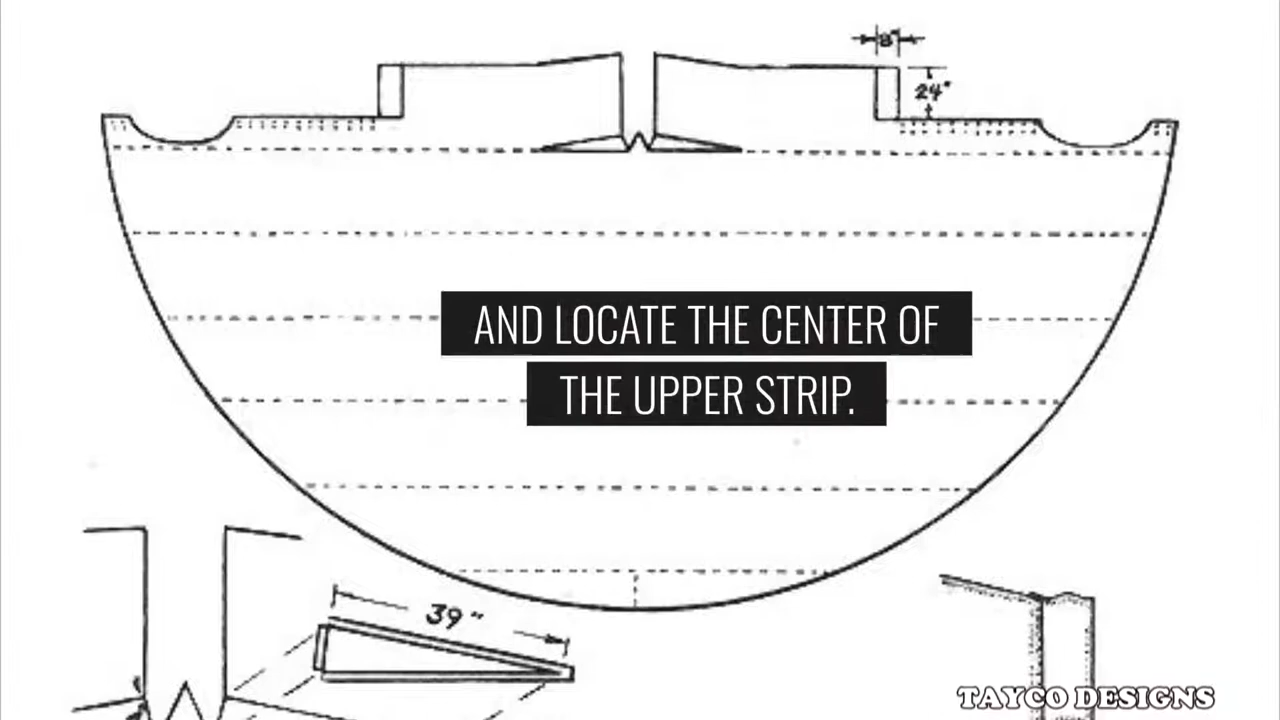 8"
24"
AND LOCATE THE CENTER OF
THE UPPER STRIP.
39"
TAYCO DESIGNS